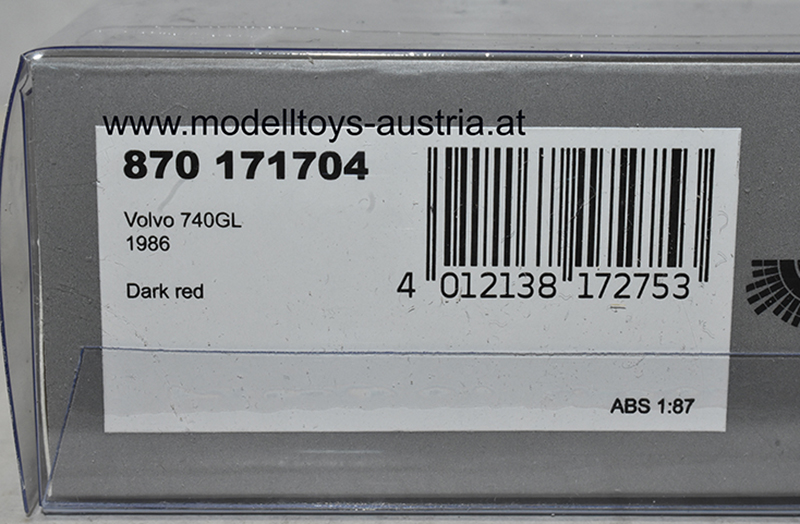 www.modelltoys-austria.at
870 171704
Volvo 740GL
1986
Dark red
4 012138 172753
ABS 1:87